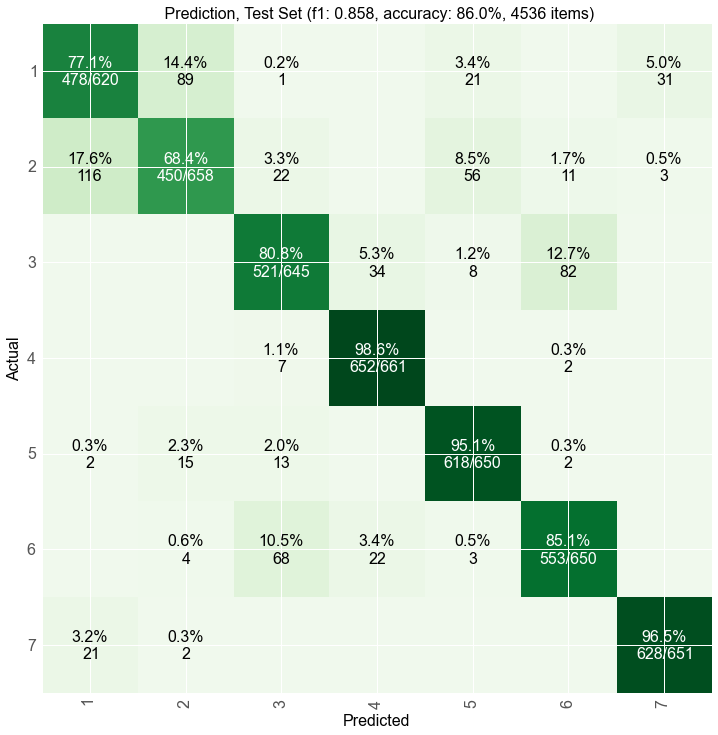 Prediction, Test Set (f1: 0.858, accuracy: 86.0%, 4536 items)
1
77.1% 14.4% 0.2% 3.4% 5.0%
478/620 89 1 21 31
2
17.6% 68.4% 3.3% 8.5% 1.7% 0.5%
116 450/658 22 56 11 3
3
80.8% 5.3% 1.2% 12.7%
521/645 34 8 82
4
1.1% 98.6% 0.3%
7 652/661 2
5
0.3% 2.3% 2.0% 95.1% 0.3%
2 15 13 618/650 2
6
0.6% 10.5% 3.4% 0.5% 85.1%
4 68 22 3 553/650
7
3.2% 0.3% 96.5%
21 2 628/651
Actual
1 2 3 4 5 6 7
Predicted